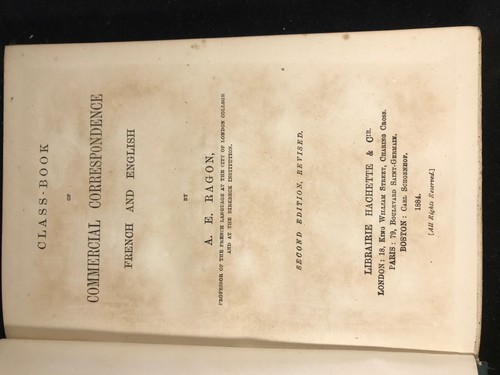 CLASS-BOOK
OF
COMMERCIAL CORRESPONDENCE
FRENCH AND ENGLISH
BY
A. E. RAGON,
PROFESSOR OF THE FRENCH LANGUAGE AT THE CITY OF LONDON COLLEGE
AND AT THE BIRKBECK INSTITUTION.
SECOND EDITION, REVISED.
LIBRAIRIE HACHETTE & CIE.
LONDON: 18, KING WILLIAM STREET, CHARING CROSS.
PARIS: 79, BOULEVARD SAINT-GERMAIN.
BOSTON: CARL SCHOENHOF.
1884.
[All Rights Reserved.]